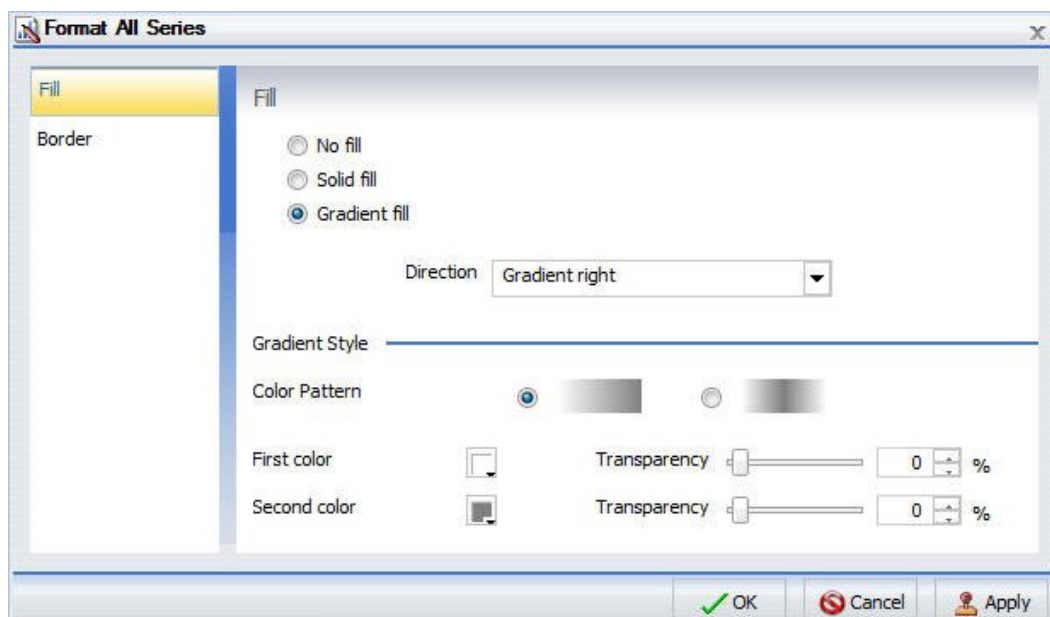 Format All Series
x
Fill
Border
Fill
No fill
Solid fill
Gradient fill
Direction Gradient right
Gradient Style
Color Pattern
First color Transparency 0 %
Second color Transparency 0 %
OK Cancel Apply